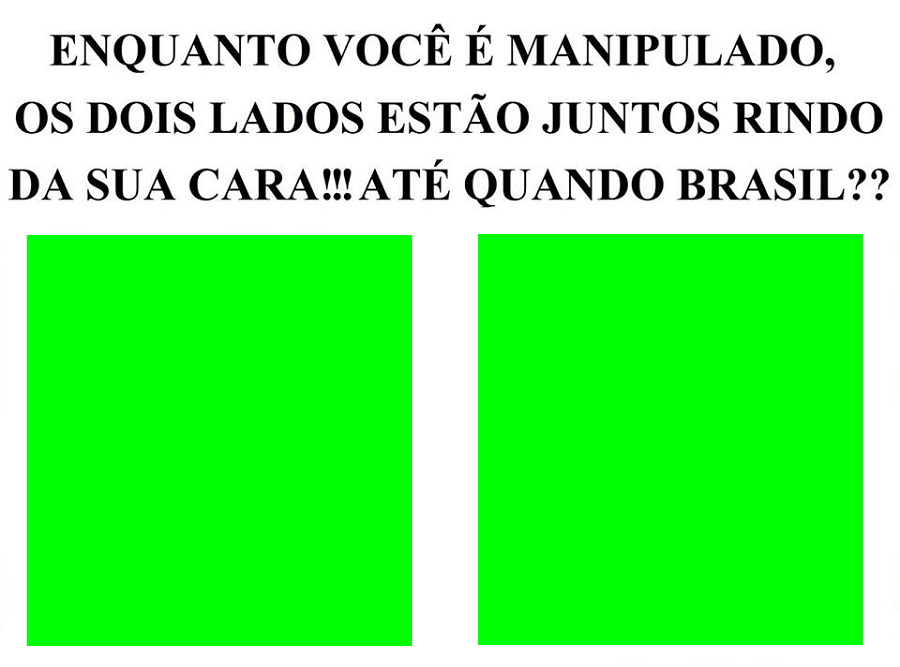 ENQUANTO VOCÊ É MANIPULADO,
OS DOIS LADOS ESTÃO JUNTOS RINDO
DA SUA CARA!!! ATÉ QUANDO BRASIL??